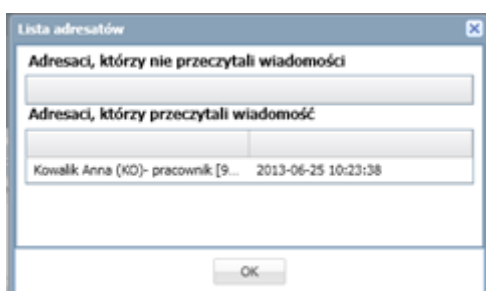 Lista adresatów
Adresaci, którzy nie przeczytali wiadomości
Adresaci, którzy przeczytali wiadomość
Kowalik Anna (KO)- pracownik [9... 2013-06-25 10:23:38
OK